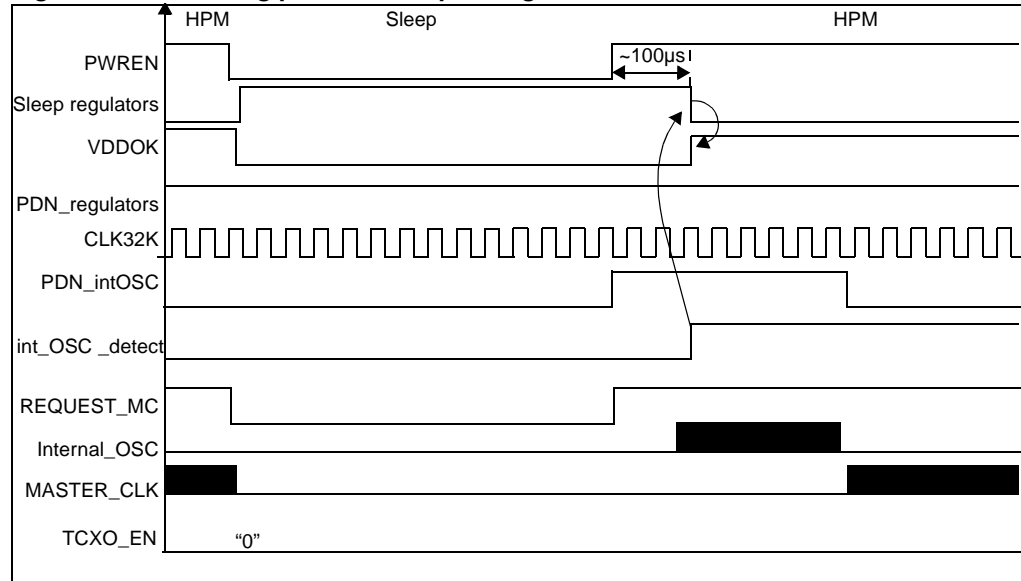 HPM Sleep HPM
PWREN ~100µs
Sleep regulators
VDDOK
PDN_regulators
CLK32K
PDN_intOSC
int_OSC _detect
REQUEST_MC
Internal_OSC
MASTER_CLK
TCXO_EN “0”